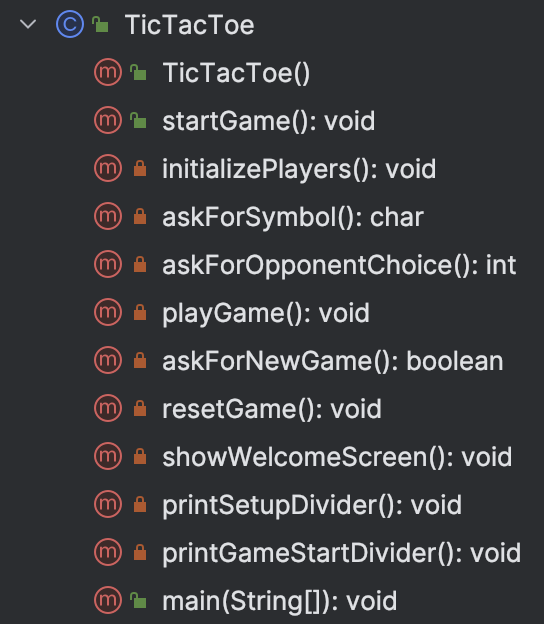 TicTacToe
TicTacToe()
startGame(): void
initializePlayers(): void
askForSymbol(): char
askForOpponentChoice(): int
playGame(): void
askForNewGame(): boolean
resetGame(): void
showWelcomeScreen(): void
printSetupDivider(): void
printGameStartDivider(): void
main(String[]): void